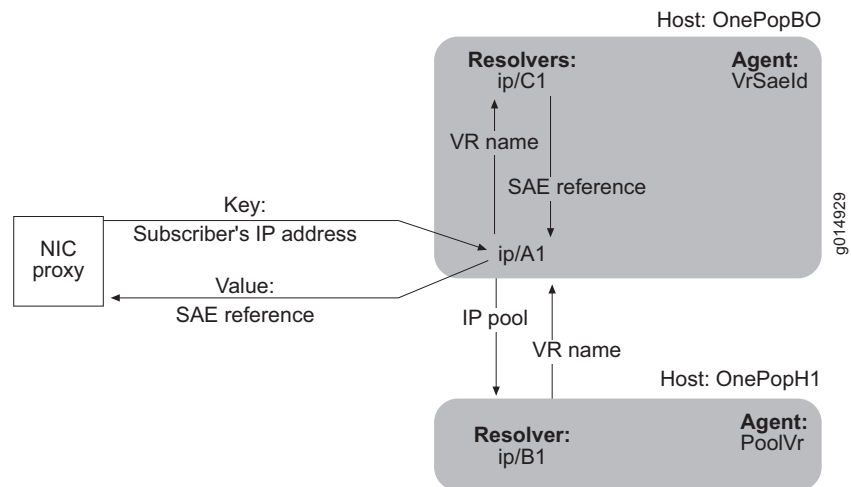 Host: OnePopBO
Resolvers:
ip/C1
Agent:
VrSaeId
VR name
SAE reference
Key:
Subscriber's IP address
NIC
proxy
ip/A1
Value:
SAE reference
IP pool
VR name
Host: OnePopH1
Resolver:
ip/B1
Agent:
PoolVr
g014929